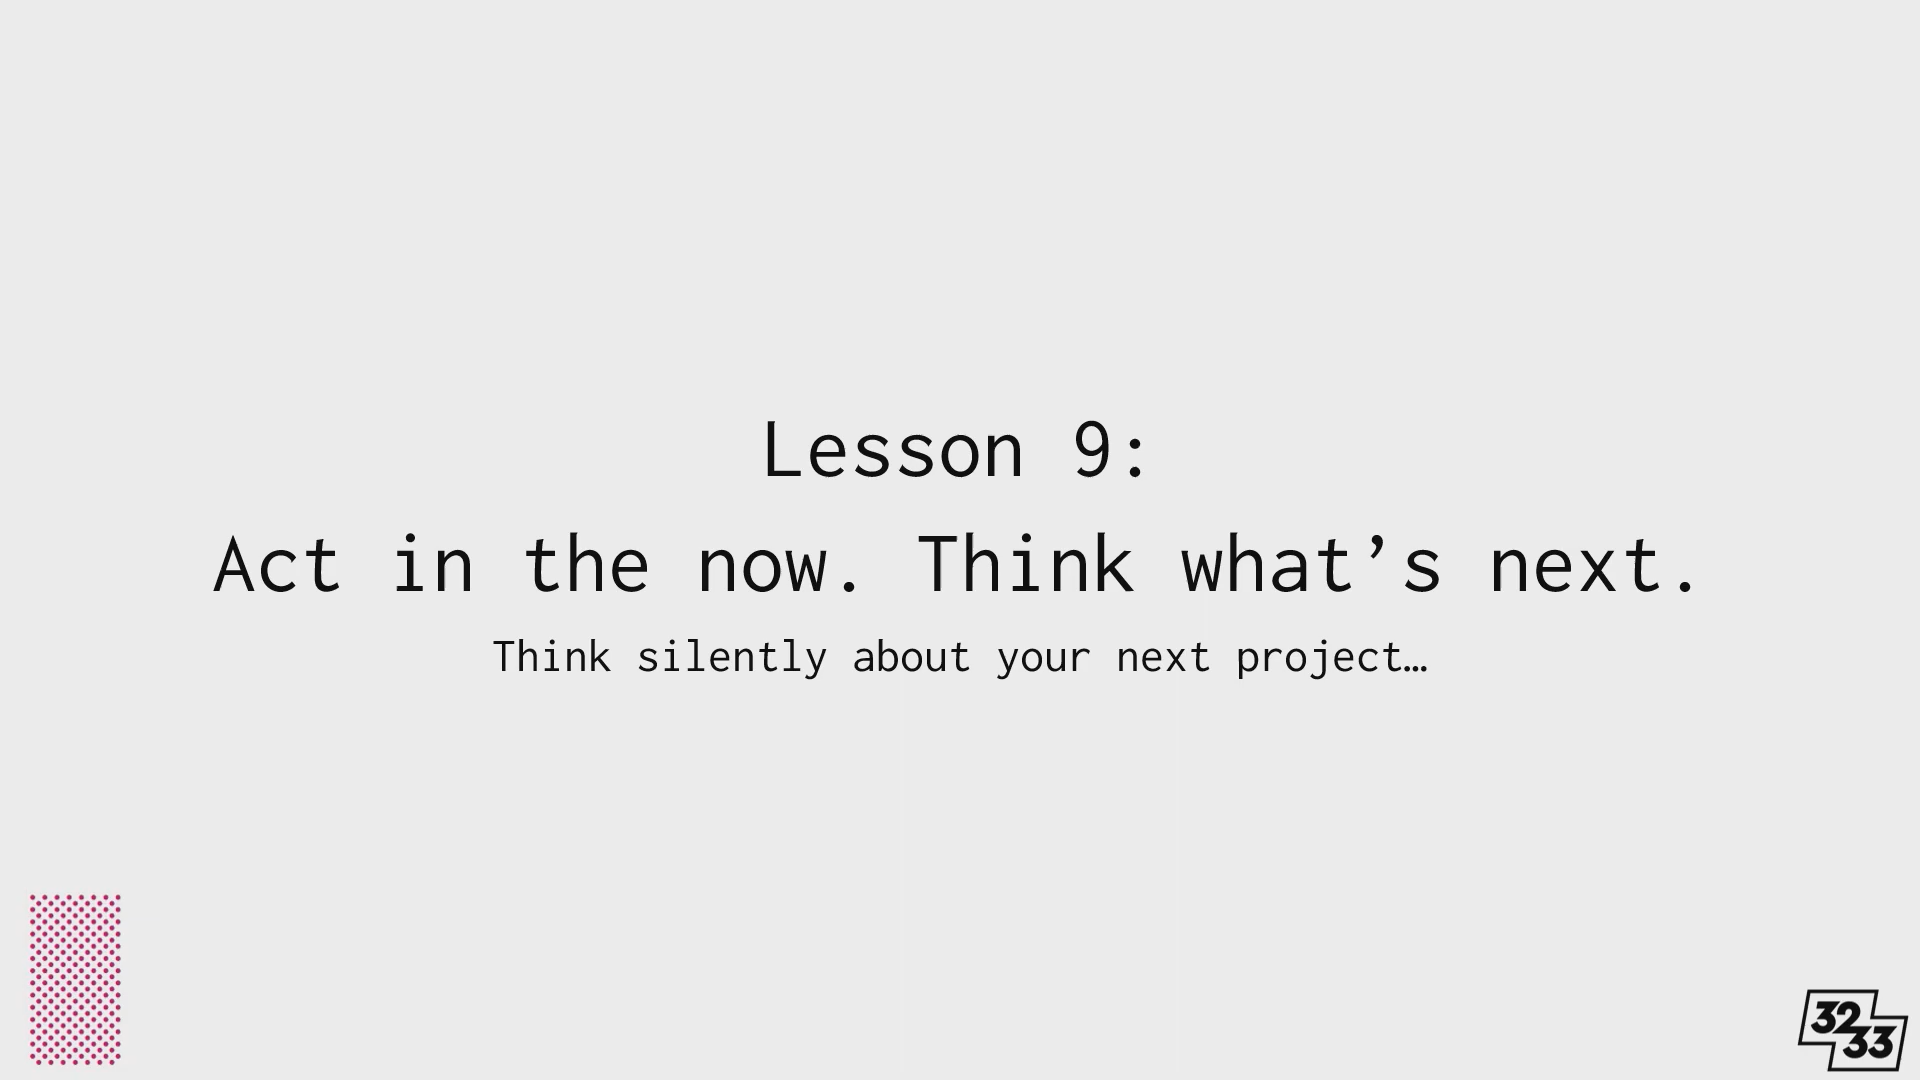 Lesson 9:
Act in the now. Think what’s next.
Think silently about your next project…
32
33